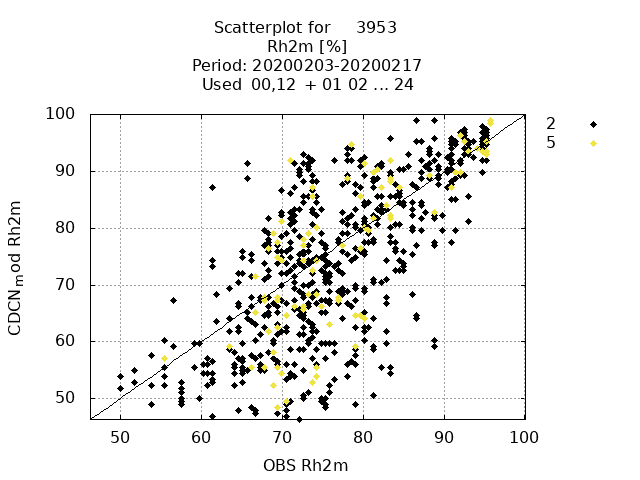 Scatterplot for 3953
Rh2m [%]
Period: 20200203-20200217
Used 00,12 + 01 02 ... 24
100
90
80
70
60
50
CDCNmod Rh2m
50 60 70 80 90 100
OBS Rh2m
2
5